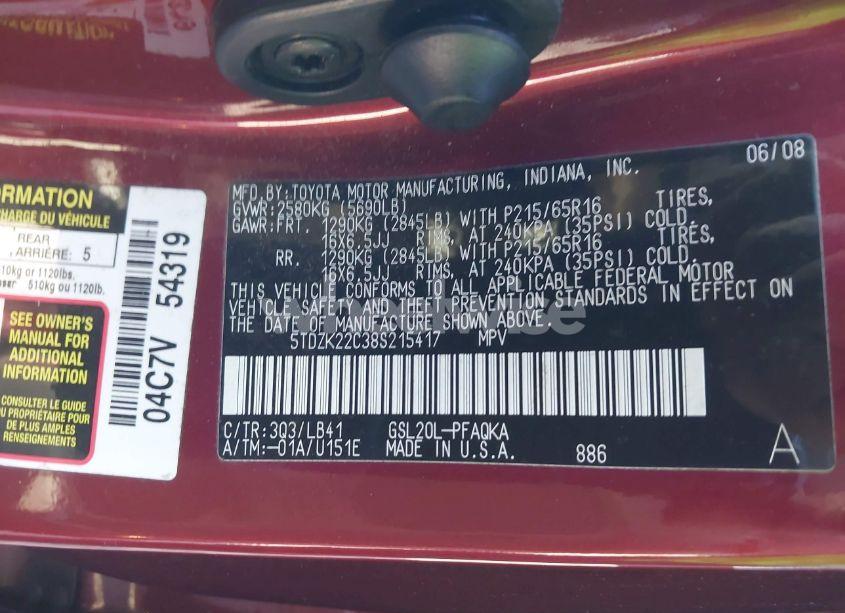 06/08
MFD.BY:TOYOTA MOTOR MANUFACTURING, INDIANA, INC.
GVWR:2580KG (5690LB)
GAWR:FRT. 1290KG (2845LB) WITH P215/65R16 TIRES,
16X6.5JJ RIMS, AT 240KPA (35PSI) COLD.
RR. 1290KG (2845LB) WITH P215/65R16 TIRES,
16X6.5JJ RIMS, AT 240KPA (35PSI) COLD.
THIS VEHICLE CONFORMS TO ALL APPLICABLE FEDERAL MOTOR
VEHICLE SAFETY AND THEFT PREVENTION STANDARDS IN EFFECT ON
THE DATE OF MANUFACTURE SHOWN ABOVE.
5TDZK22C38S215417 MPV
C/TR:3Q3/LB41 GSL20L-PFAQKA
A/TM:-01A/U151E MADE IN U.S.A. 886 A
ORMATION
CHARGE DU VÉHICULE
REAR
ARRIÈRE: 5
510kg ou 1120lb.
SEE OWNER'S
MANUAL FOR
ADDITIONAL
INFORMATION
CONSULTER LE GUIDE
DU PROPRIÉTAIRE POUR
DE PLUS AMPLES
RENSEIGNEMENTS
04C7V 54319